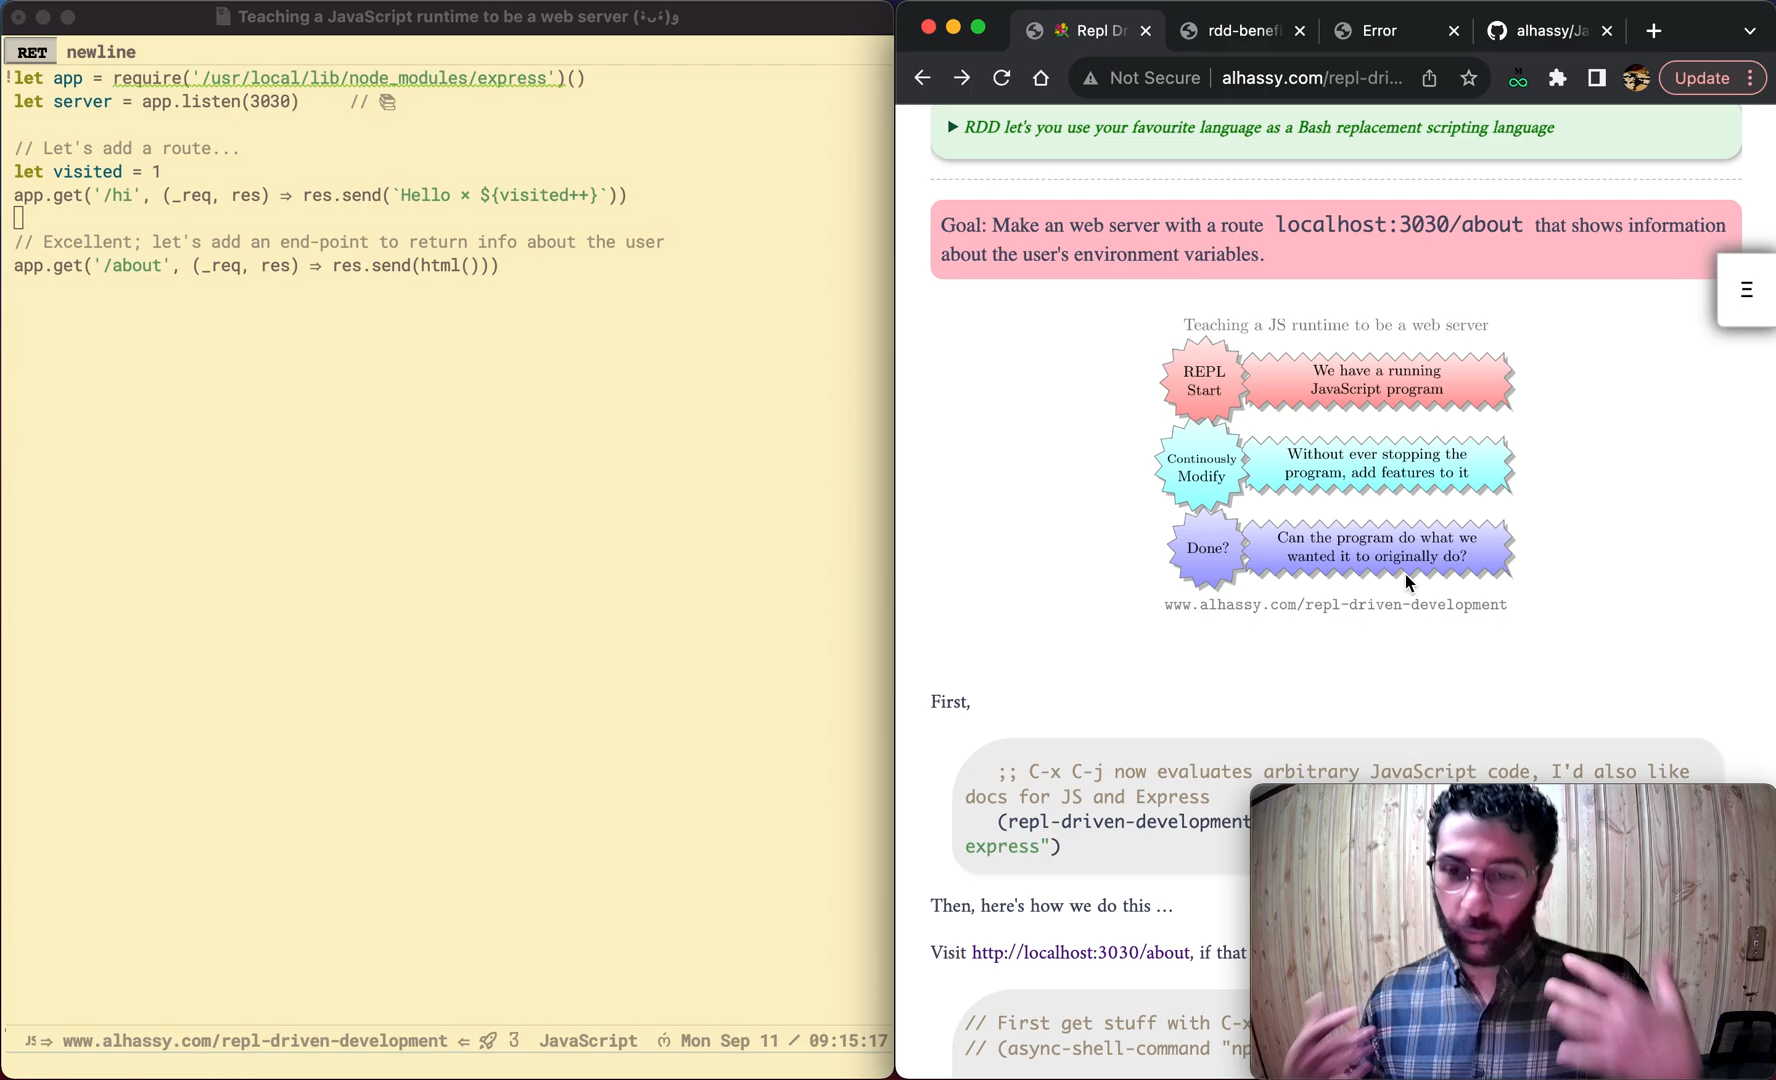 Teaching a JavaScript runtime to be a web server (•̀ᴗ•́)و
RET newline
!let app = require('/usr/local/lib/node_modules/express')()
let server = app.listen(3030) // 📚
// Let's add a route...
let visited = 1
app.get('/hi', (_req, res) ⇒ res.send(`Hello × ${visited++}`))
// Excellent; let's add an end-point to return info about the user
app.get('/about', (_req, res) ⇒ res.send(html()))
JS⇒ www.alhassy.com/repl-driven-development ⇐ 🚀 3 JavaScript Mon Sep 11 / 09:15:17
Repl Dr
rdd-benefi
Error
alhassy/Ja
Not Secure
alhassy.com/repl-dri...
Update
▶ RDD let's you use your favourite language as a Bash replacement scripting language
Goal: Make an web server with a route localhost:3030/about that shows information
about the user's environment variables.
Teaching a JS runtime to be a web server
REPL
Start
We have a running
JavaScript program
Continously
Modify
Without ever stopping the
program, add features to it
Done?
Can the program do what we
wanted it to originally do?
www.alhassy.com/repl-driven-development
First,
;; C-x C-j now evaluates arbitrary JavaScript code, I'd also like
docs for JS and Express
(repl-driven-development
express")
Then, here's how we do this …
Visit http://localhost:3030/about, if that
// First get stuff with C-x
// (async-shell-command "np